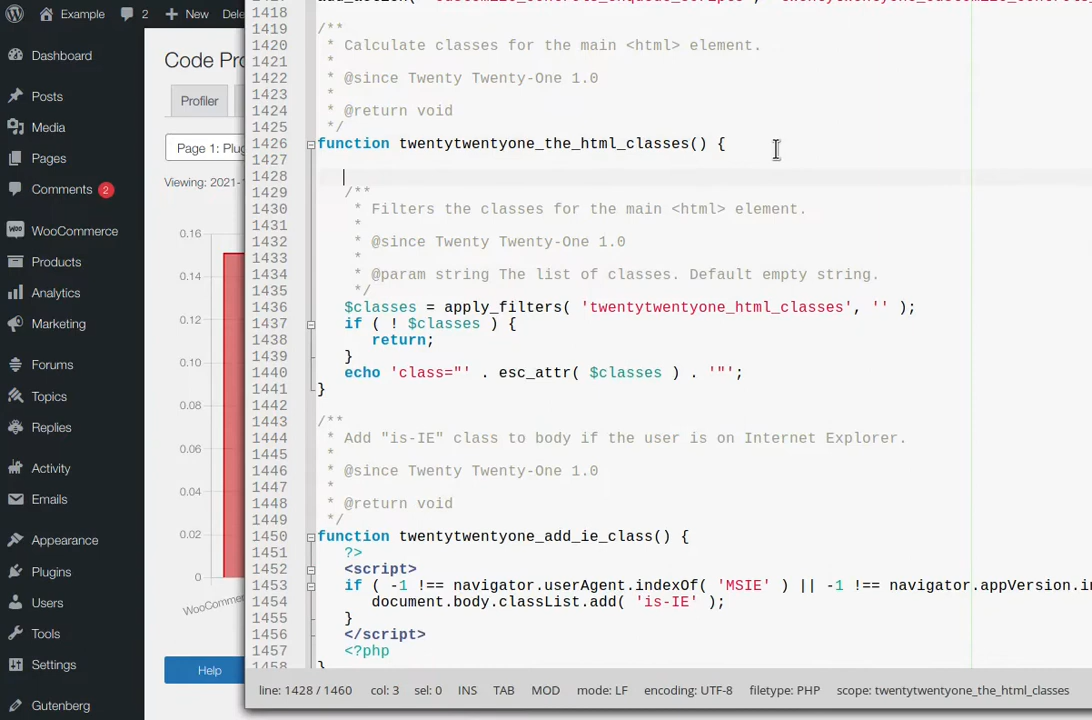 Example
2
New
Dele
Dashboard
Posts
Media
Pages
Comments 2
WooCommerce
Products
Analytics
Marketing
Forums
Topics
Replies
Activity
Emails
Appearance
Plugins
Users
Tools
Settings
Gutenberg
Code Pro
Profiler
Page 1: Plug
Viewing: 2021-1
0.16
0.14
0.12
0.10
0.08
0.06
0.04
0.02
0
WooCommer
Help
1418
1419 /**
1420 * Calculate classes for the main <html> element.
1421 *
1422 * @since Twenty Twenty-One 1.0
1423 *
1424 * @return void
1425 */
1426 function twentytwentyone_the_html_classes() {
1427
1428
1429 /**
1430 * Filters the classes for the main <html> element.
1431 *
1432 * @since Twenty Twenty-One 1.0
1433 *
1434 * @param string The list of classes. Default empty string.
1435 */
1436 $classes = apply_filters( 'twentytwentyone_html_classes', '' );
1437 if ( ! $classes ) {
1438 return;
1439 }
1440 echo 'class="' . esc_attr( $classes ) . '"';
1441 }
1442
1443 /**
1444 * Add "is-IE" class to body if the user is on Internet Explorer.
1445 *
1446 * @since Twenty Twenty-One 1.0
1447 *
1448 * @return void
1449 */
1450 function twentytwentyone_add_ie_class() {
1451 ?>
1452 <script>
1453 if ( -1 !== navigator.userAgent.indexOf( 'MSIE' ) || -1 !== navigator.appVersion.in
1454 document.body.classList.add( 'is-IE' );
1455 }
1456 </script>
1457 <?php
1458 }
line: 1428 / 1460 col: 3 sel: 0 INS TAB MOD mode: LF encoding: UTF-8 filetype: PHP scope: twentytwentyone_the_html_classes